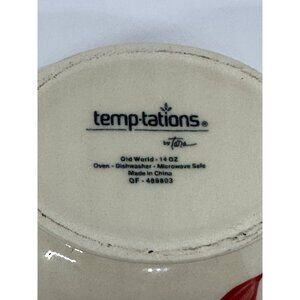 temp-tations®
by Tara
Old World - 14 OZ
Oven - Dishwasher - Microwave Safe
Made in China
QF - 489803